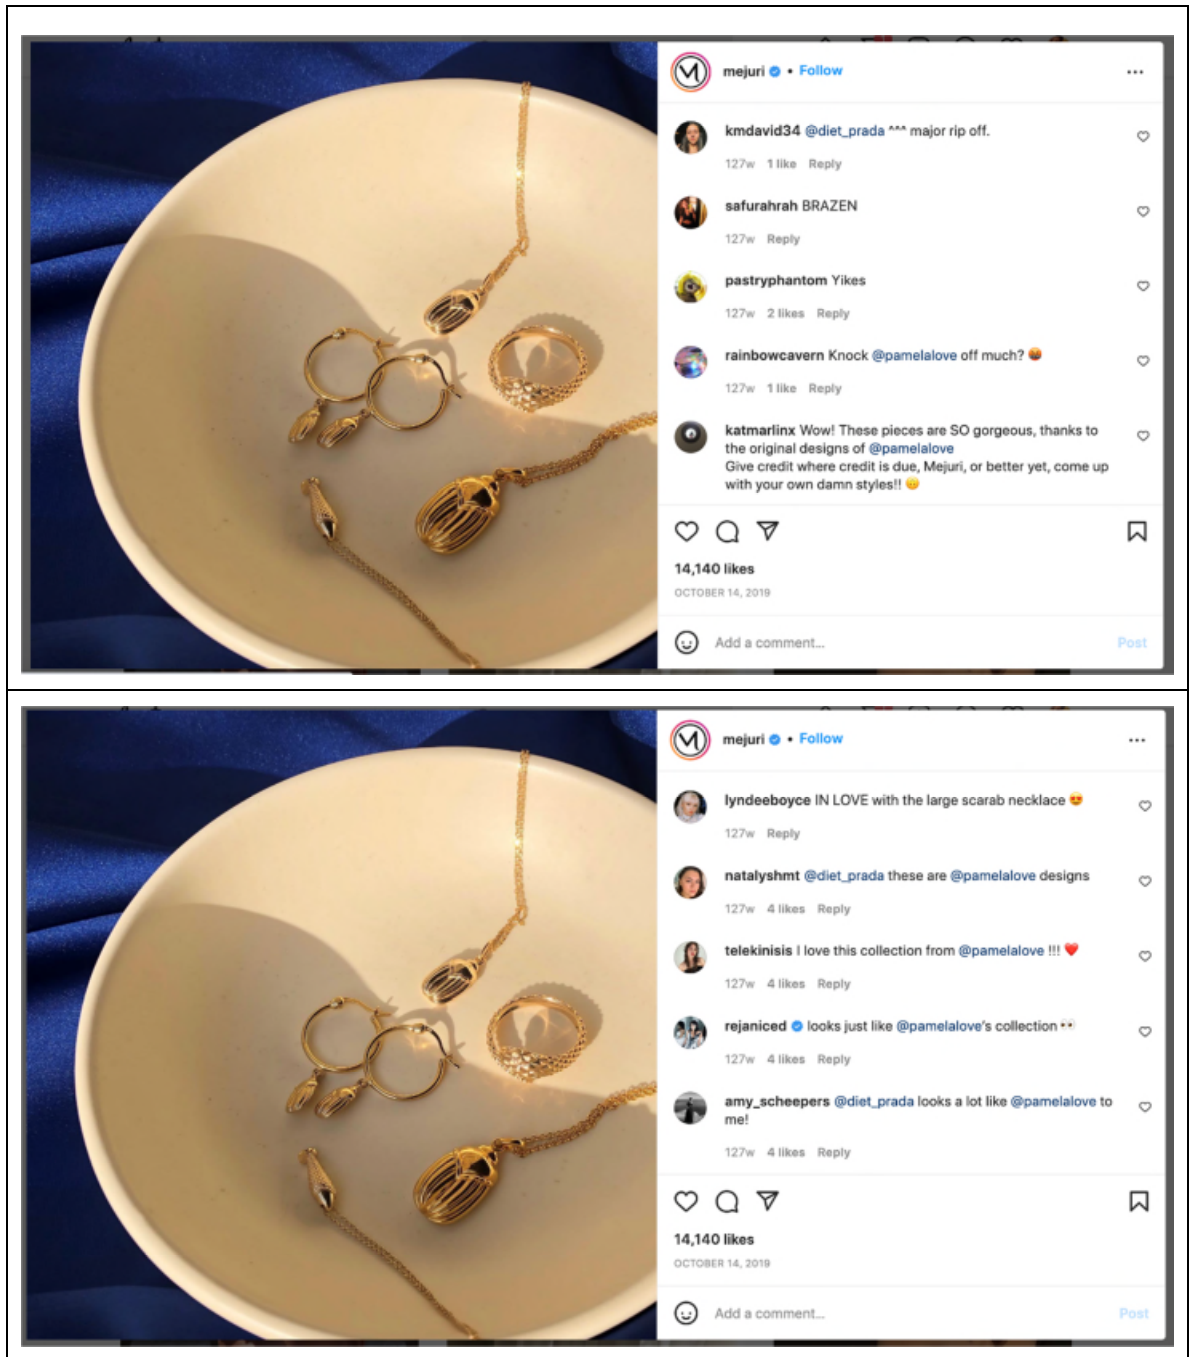 mejuri • Follow
kmdavid34 @diet_prada ^^^ major rip off.
127w 1 like Reply
safurahrah BRAZEN
127w Reply
pastryphantom Yikes
127w 2 likes Reply
rainbowcavern Knock @pamelalove off much? 🤬
127w 1 like Reply
katmarlinx Wow! These pieces are SO gorgeous, thanks to
the original designs of @pamelalove
Give credit where credit is due, Mejuri, or better yet, come up
with your own damn styles!!
14,140 likes
OCTOBER 14, 2019
Add a comment...
Post
mejuri • Follow
lyndeeboyce IN LOVE with the large scarab necklace 😍
127w Reply
natalyshmt @diet_prada these are @pamelalove designs
127w 4 likes Reply
telekinisis I love this collection from @pamelalove !!! ❤️
127w 4 likes Reply
rejaniced looks just like @pamelalove's collection 👀
127w 4 likes Reply
amy_scheepers @diet_prada looks a lot like @pamelalove to
me!
127w 4 likes Reply
14,140 likes
OCTOBER 14, 2019
Add a comment...
Post